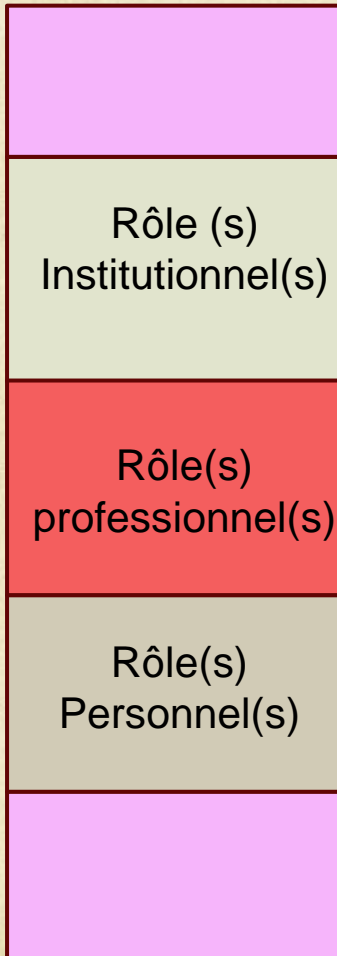 Rôle (s)
Institutionnel(s)
Rôle(s)
professionnel(s)
Rôle(s)
Personnel(s)